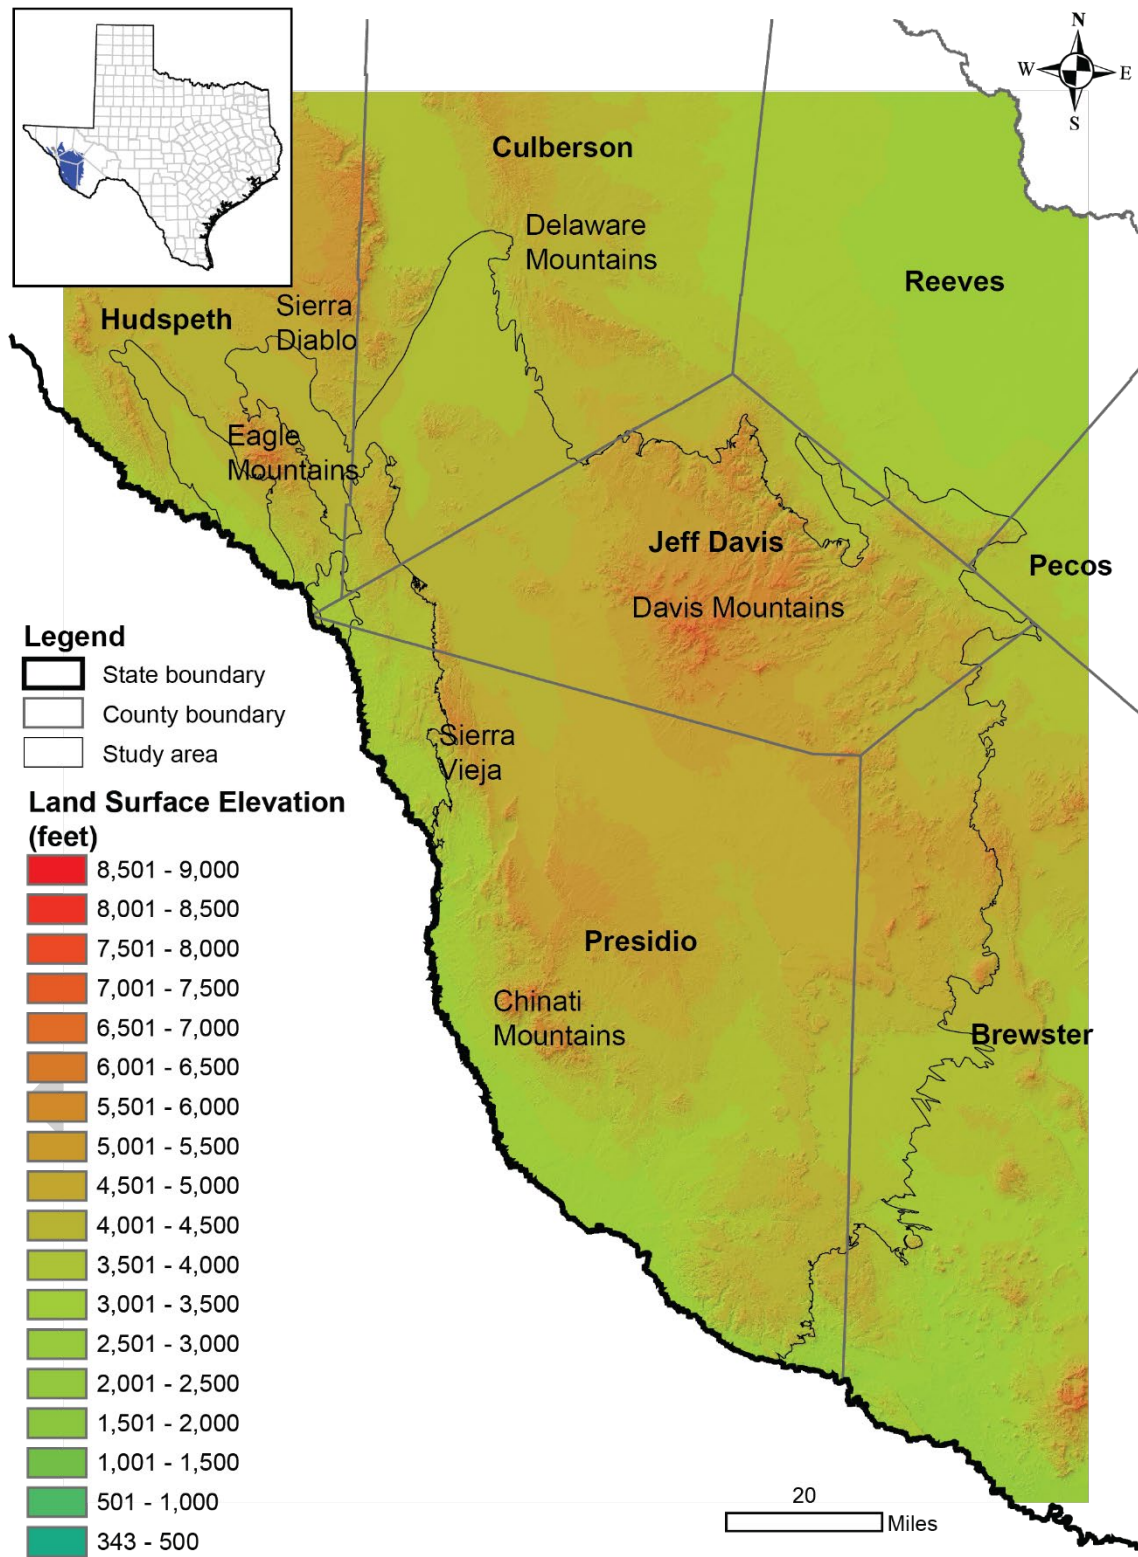 N
W E
S
Culberson
Delaware
Mountains
Reeves
Hudspeth
Sierra
Diablo
Eagle
Mountains
Jeff Davis
Pecos
Davis Mountains
Legend
State boundary
County boundary
Study area
Sierra
Vieja
Land Surface Elevation
(feet)
8,501 - 9,000
8,001 - 8,500
7,501 - 8,000
7,001 - 7,500
6,501 - 7,000
6,001 - 6,500
5,501 - 6,000
5,001 - 5,500
4,501 - 5,000
4,001 - 4,500
3,501 - 4,000
3,001 - 3,500
2,501 - 3,000
2,001 - 2,500
1,501 - 2,000
1,001 - 1,500
501 - 1,000
343 - 500
Presidio
Chinati
Mountains
Brewster
20
Miles